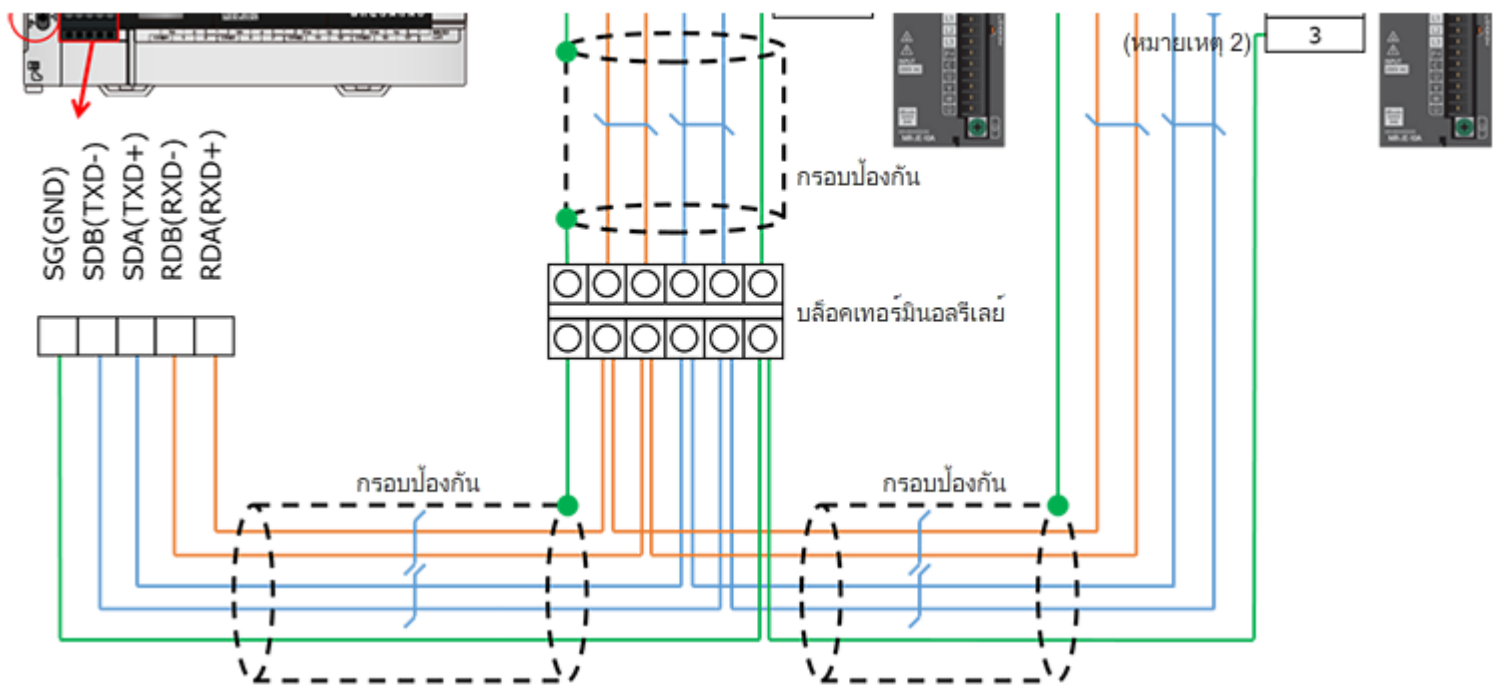 (หมายเหตุ 2)
3
กรอบป้องกัน
SG(GND)
SDB(TXD-)
SDA(TXD+)
RDB(RXD-)
RDA(RXD+)
บล็อคเทอร์มินอลรีเลย์
กรอบป้องกัน
กรอบป้องกัน